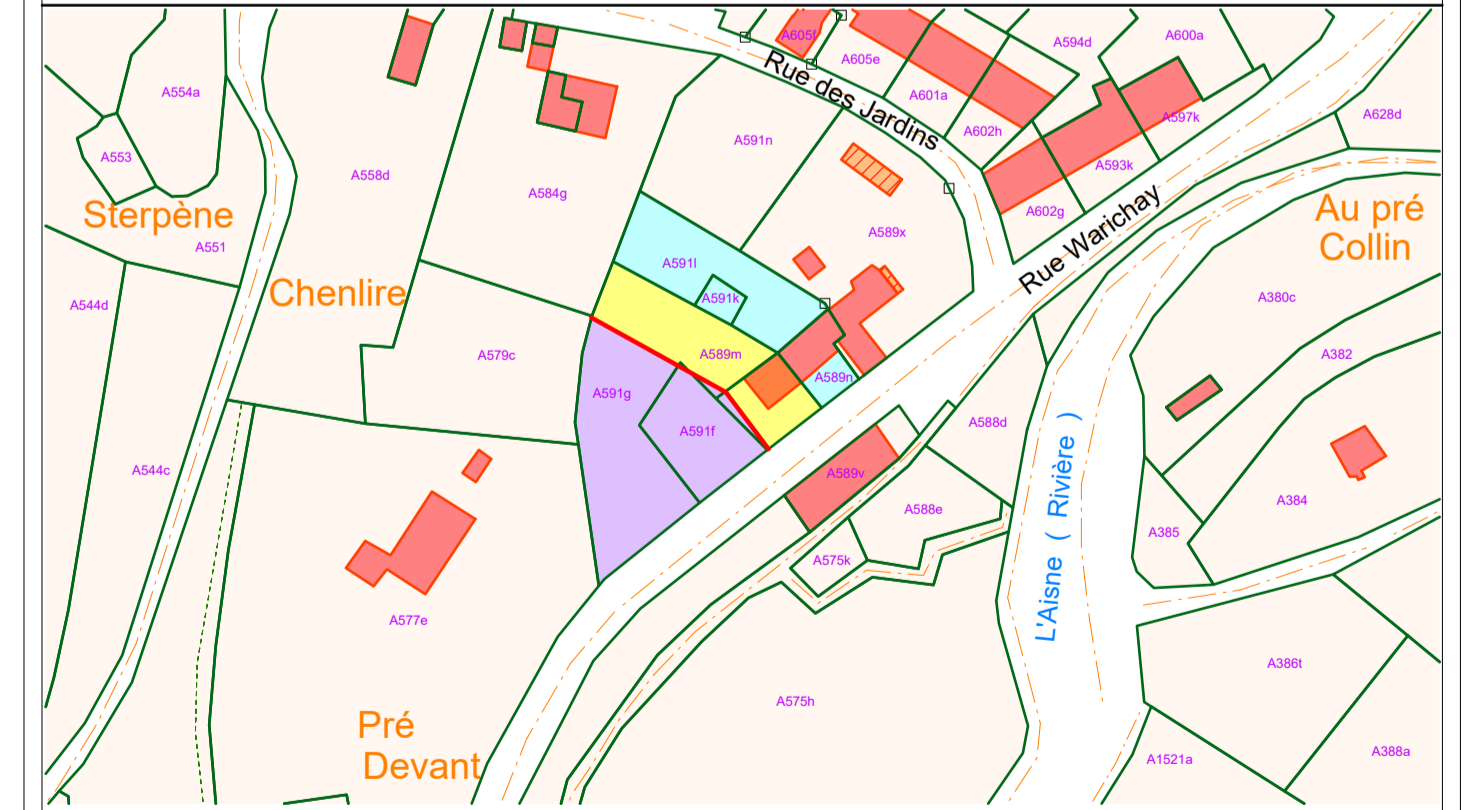 A605f
A594d
A600a
A605e
Rue des Jardins
A554a
A601a
A628d
A597k
A602h
A591n
A553
A593k
A558d
A584g
Sterpène
A602g
Au pré
Collin
A551
A589x
Rue Warichay
A591l
Chenlire
A591k
A380c
A544d
A579c
A589m
A382
A589n
A591g
A591f
A588d
L'Aisne ( Rivière )
A544c
A589v
A384
A588e
A385
A575k
A577e
A386t
A575h
Pré
Devant
A1521a
A388a